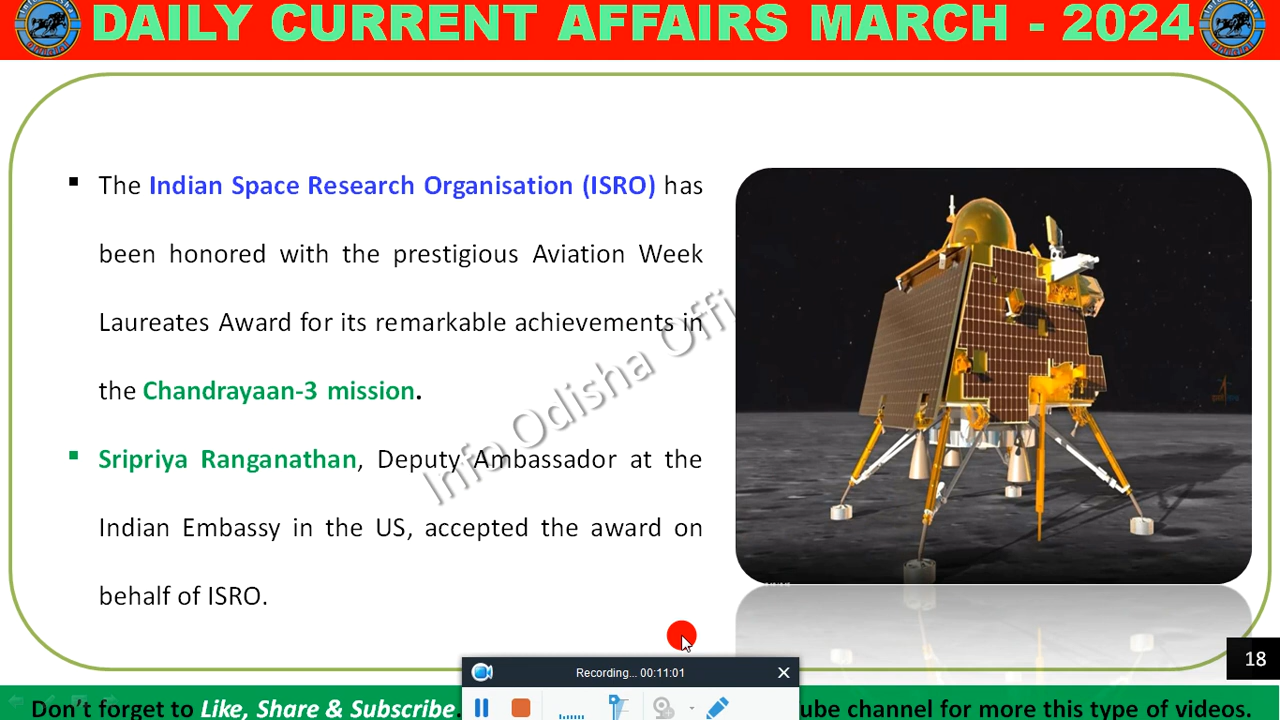 DAILY CURRENT AFFAIRS MARCH - 2024
The Indian Space Research Organisation (ISRO) has
been honored with the prestigious Aviation Week
Laureates Award for its remarkable achievements in
the Chandrayaan-3 mission.
Sripriya Ranganathan, Deputy Ambassador at the
Indian Embassy in the US, accepted the award on
behalf of ISRO.
Info Odisha Offi
18
Recording... 00:11:01
Don't forget to Like, Share & Subscribe. ube channel for more this type of videos.